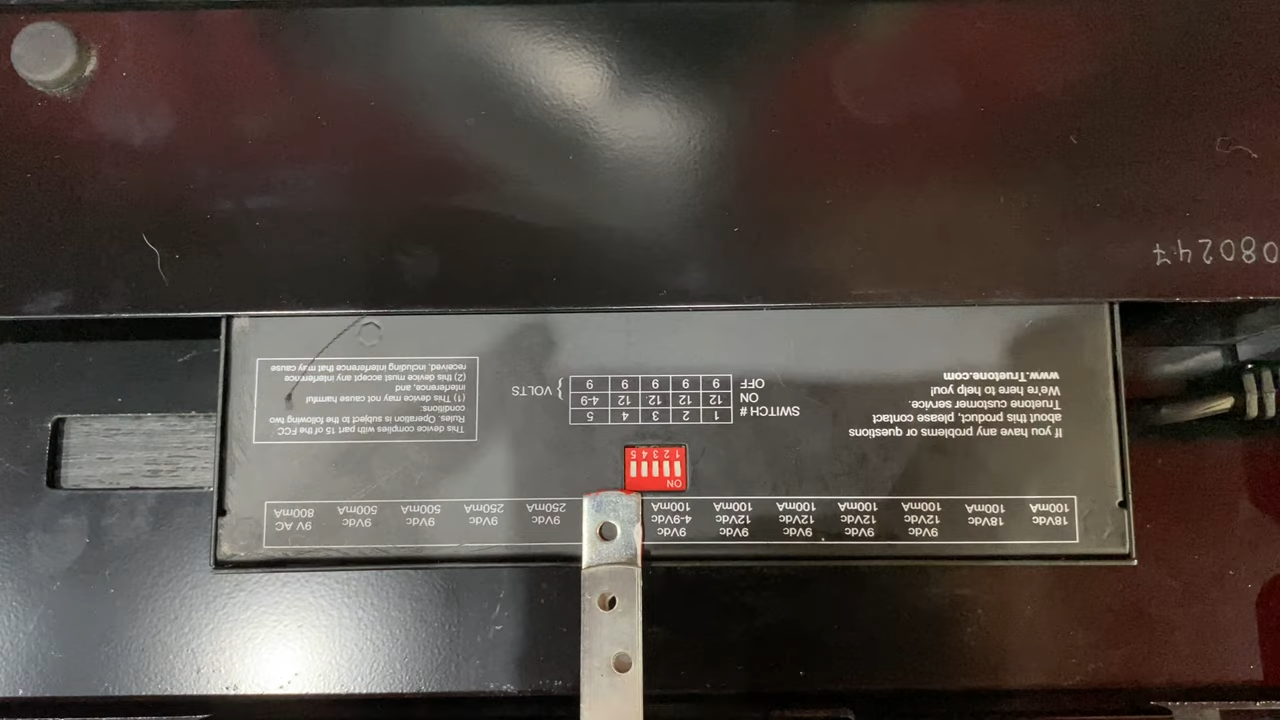 18Vdc 100mA
18Vdc 100mA
9Vdc 12Vdc 100mA
9Vdc 12Vdc 100mA
9Vdc 12Vdc 100mA
9Vdc 12Vdc 100mA
9Vdc 4-9Vdc 100mA
9Vdc 250mA
9Vdc 250mA
9Vdc 500mA
9Vdc 500mA
9V AC 800mA
ON
1 2 3 4 5
If you have any problems or questions
about this product, please, contact
Truetone customer service.
We're here to help you!
www.Truetone.com
SWITCH # 1 2 3 4 5
ON 12 12 12 12 4-9
OFF 9 9 9 9 9
} VOLTS
This device complies with part 15 of the FCC
Rules. Operation is subject to the following two
conditions:
(1) This device may not cause harmful
interference, and
(2) this device must accept any interference
received, including interference that may cause
080247